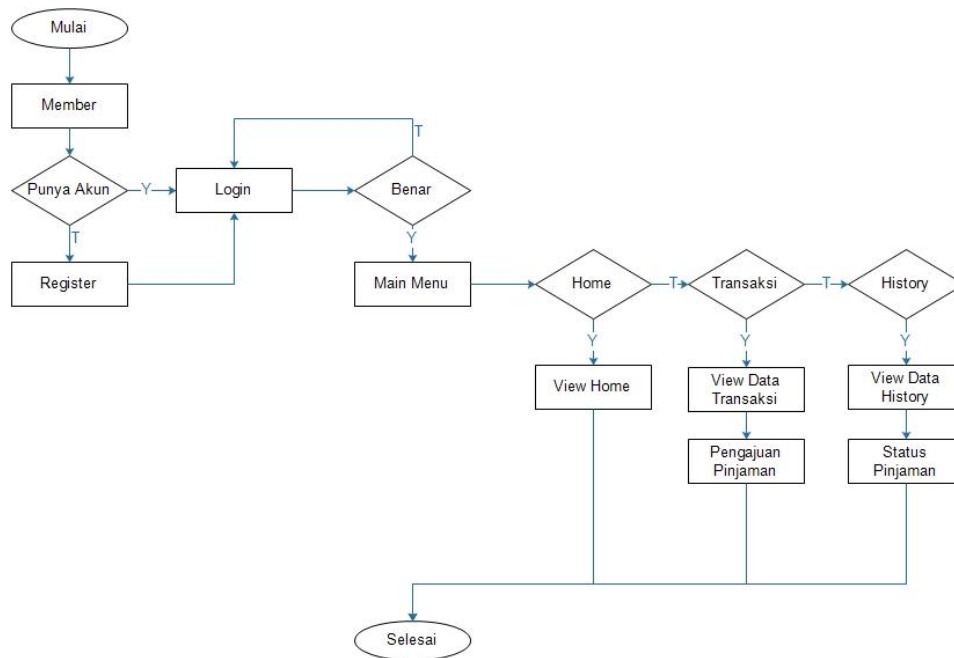 Mulai
Member
T
Punya Akun
Y
Login
Benar
T
Y
Register
Main Menu
Home
T
Transaksi
T
History
Y
Y
Y
View Home
View Data
Transaksi
View Data
History
Pengajuan
Pinjaman
Status
Pinjaman
Selesai